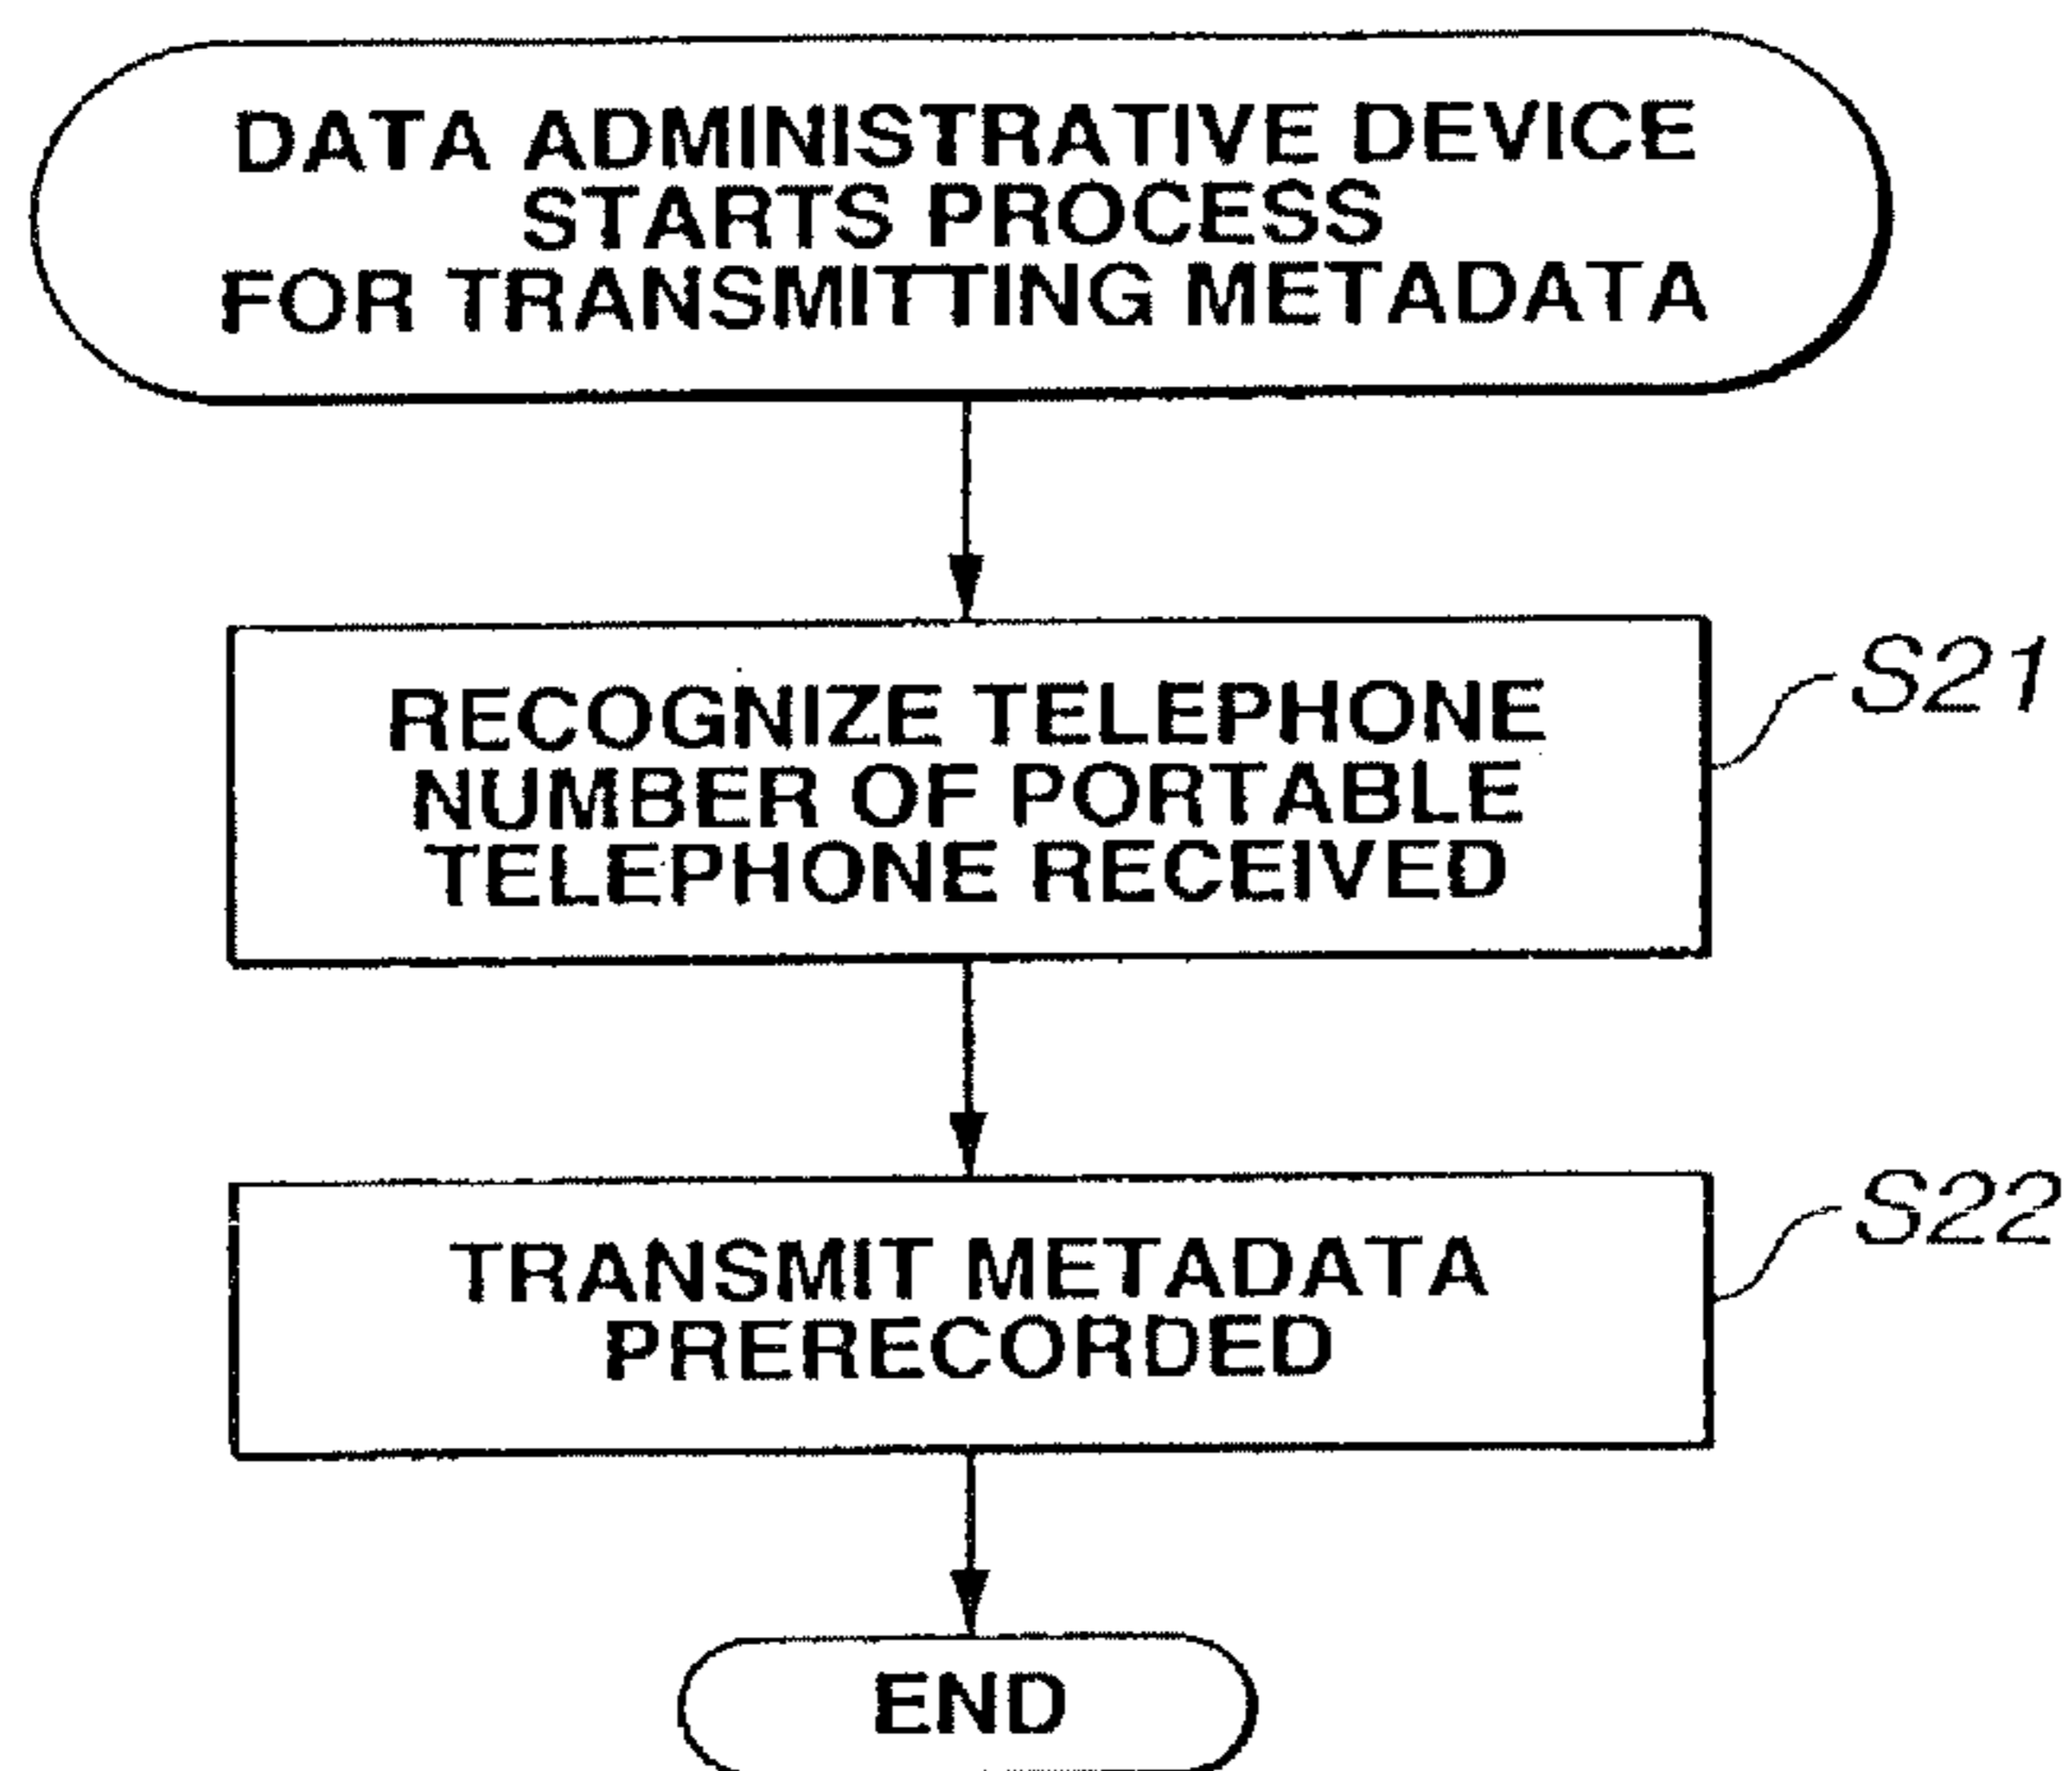 DATA ADMINISTRATIVE DEVICE
STARTS PROCESS
FOR TRANSMITTING METADATA
RECOGNIZE TELEPHONE
NUMBER OF PORTABLE
TELEPHONE RECEIVED
S21
TRANSMIT METADATA
PRERECORDED
S22
END